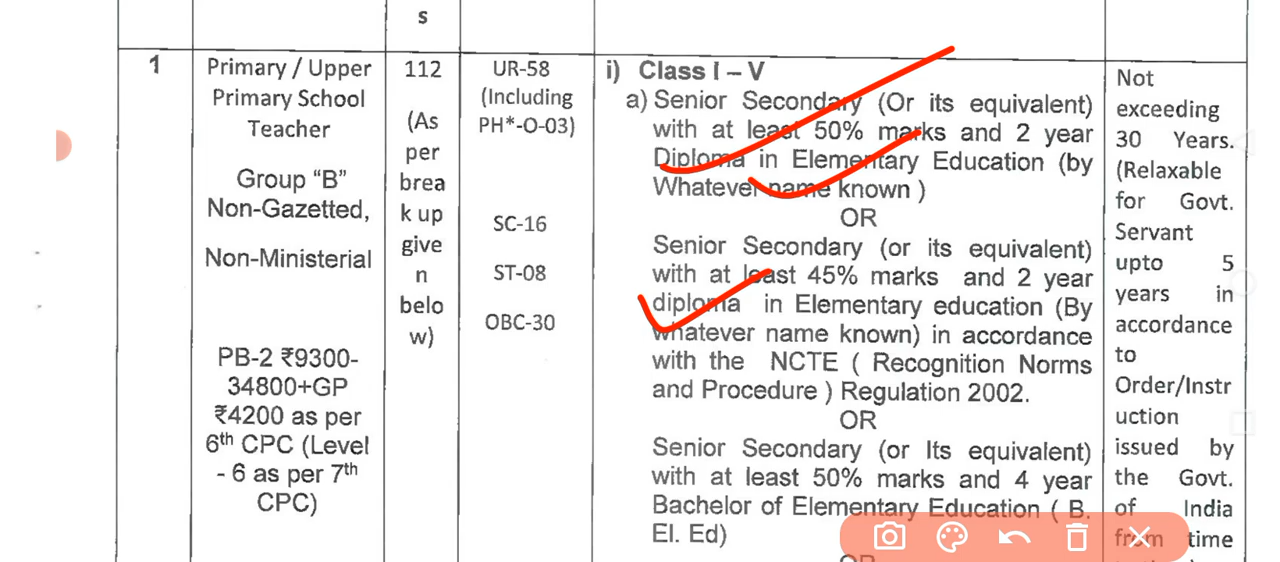 s
1
Primary / Upper
Primary School
Teacher
Group “B”
Non-Gazetted,
Non-Ministerial
PB-2 ₹9300-
34800+GP
₹4200 as per
6th CPC (Level
- 6 as per 7th
CPC)
112
(As
per
brea
k up
give
n
belo
w)
UR-58
(Including
PH*-O-03)
SC-16
ST-08
OBC-30
i) Class I – V
a) Senior Secondary (Or its equivalent)
with at least 50% marks and 2 year
Diploma in Elementary Education (by
Whatever name known )
OR
Senior Secondary (or its equivalent)
with at least 45% marks and 2 year
diploma in Elementary education (By
whatever name known) in accordance
with the NCTE ( Recognition Norms
and Procedure ) Regulation 2002.
OR
Senior Secondary (or Its equivalent)
with at least 50% marks and 4 year
Bachelor of Elementary Education ( B.
El. Ed)
OR
Not
exceeding
30 Years.
(Relaxable
for Govt.
Servant
upto 5
years in
accordance
to
Order/Instr
uction
issued by
the Govt.
of India
from time